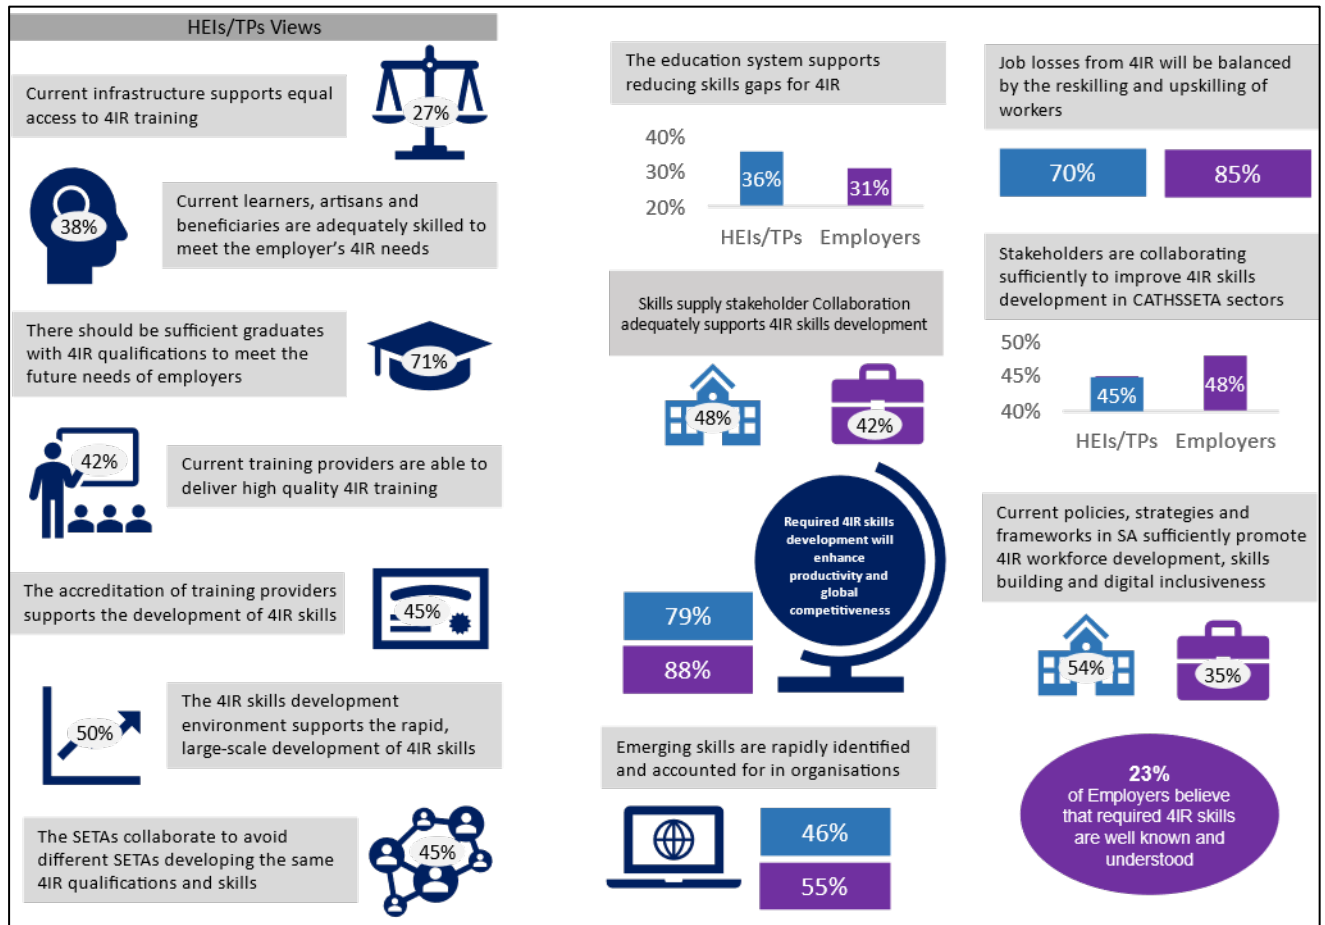 HEIs/TPs Views
Current infrastructure supports equal
access to 4IR training
27%
38%
Current learners, artisans and
beneficiaries are adequately skilled to
meet the employer's 4IR needs
There should be sufficient graduates
with 4IR qualifications to meet the
future needs of employers
71%
42%
Current training providers are able to
deliver high quality 4IR training
The accreditation of training providers
supports the development of 4IR skills
45%
50%
The 4IR skills development
environment supports the rapid,
large-scale development of 4IR skills
The SETAs collaborate to avoid
different SETAs developing the same
4IR qualifications and skills
45%
The education system supports
reducing skills gaps for 4IR
40%
30%
20%
36%
31%
HEIs/TPs Employers
Skills supply stakeholder Collaboration
adequately supports 4IR skills development
48%
42%
Required 4IR skills
development will
enhance
productivity and
global
competitiveness
79%
88%
Emerging skills are rapidly identified
and accounted for in organisations
46%
55%
Job losses from 4IR will be balanced
by the reskilling and upskilling of
workers
70%
85%
Stakeholders are collaborating
sufficiently to improve 4IR skills
development in CATHSSETA sectors
50%
45%
40%
45%
48%
HEIs/TPs Employers
Current policies, strategies and
frameworks in SA sufficiently promote
4IR workforce development, skills
building and digital inclusiveness
54%
35%
23%
of Employers believe
that required 4IR skills
are well known and
understood